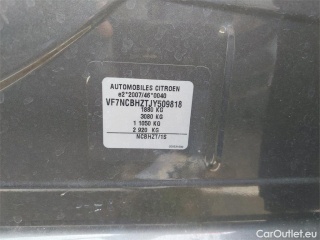 AUTOMOBILES CITROEN
e2*2007/46*0040
VF7NCBHZTJY509818
1880 KG
3080 KG
1 1050 KG
2 920 KG
NCBHZT/1S
© CarOutlet.eu